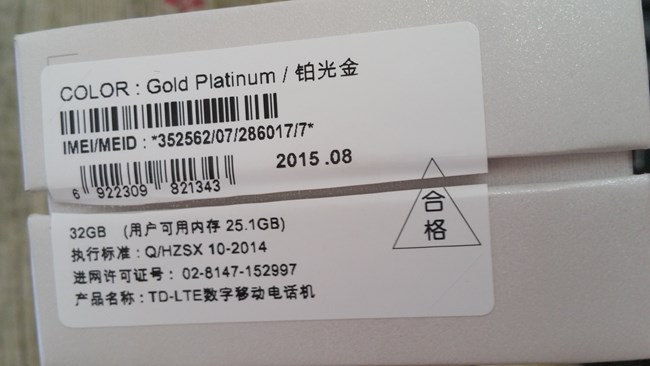 COLOR : Gold Platinum / 铂光金
IMEI/MEID : *352562/07/286017/7*
2015 .08
6 922309 821343
32GB (用户可用内存 25.1GB)
执行标准：Q/HZSX 10-2014
进网许可证号： 02-8147-152997
产品名称：TD-LTE数字移动电话机
合
格